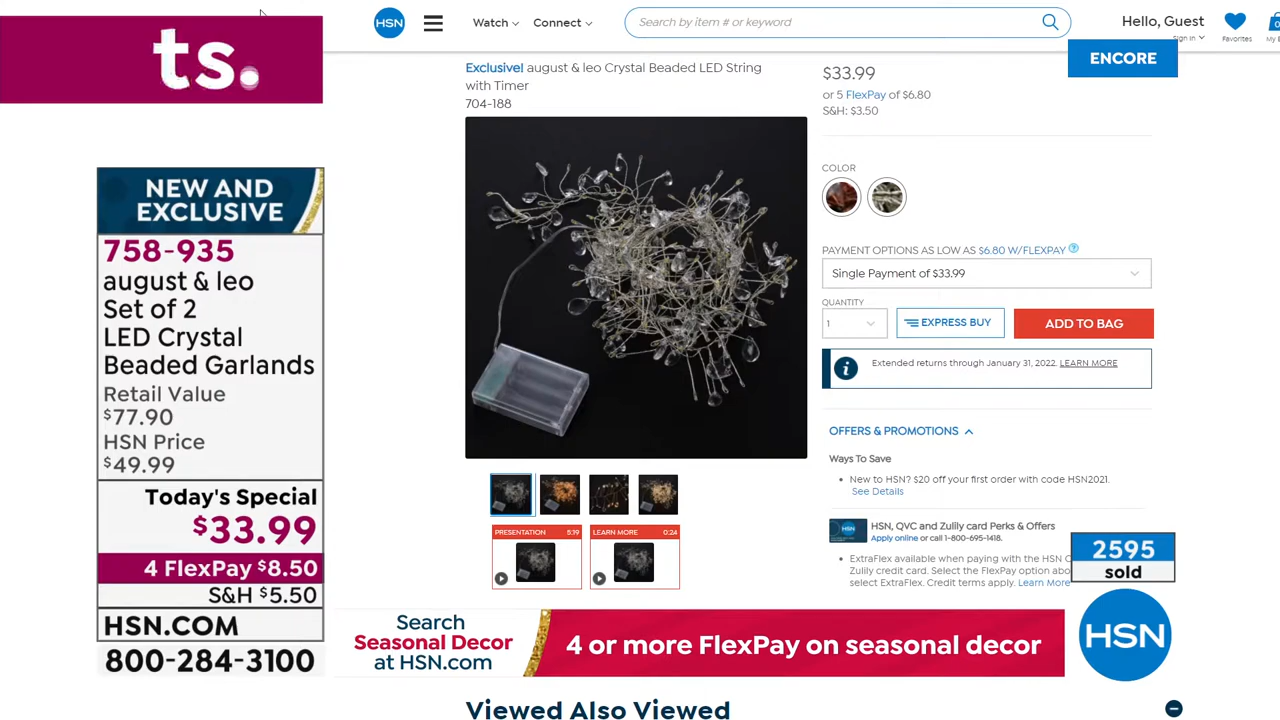 ts.
NEW AND
EXCLUSIVE
758-935
august & leo
Set of 2
LED Crystal
Beaded Garlands
Retail Value
$77.90
HSN Price
$49.99
Today's Special
$33.99
4 FlexPay $8.50
S&H $5.50
HSN.COM
800-284-3100
HSN
Watch
Connect
Search by item # or keyword
Hello, Guest
Sign In
Favorites
0
ENCORE
Exclusive! august & leo Crystal Beaded LED String
with Timer
704-188
$33.99
or 5 FlexPay of $6.80
S&H: $3.50
COLOR
PAYMENT OPTIONS AS LOW AS $6.80 W/FLEXPAY ?
Single Payment of $33.99
QUANTITY
1
EXPRESS BUY
ADD TO BAG
i
Extended returns through January 31, 2022. LEARN MORE
OFFERS & PROMOTIONS
Ways To Save
• New to HSN? $20 off your first order with code HSN2021.
See Details
HSN, QVC and Zulily card Perks & Offers
Apply online or call 1-800-695-1418.
• ExtraFlex available when paying with the HSN
Zulily credit card. Select the FlexPay option
select ExtraFlex. Credit terms apply. Learn More
PRESENTATION 5:19
LEARN MORE 0:24
2595
sold
Search
Seasonal Decor
at HSN.com
4 or more FlexPay on seasonal decor
HSN
Viewed Also Viewed